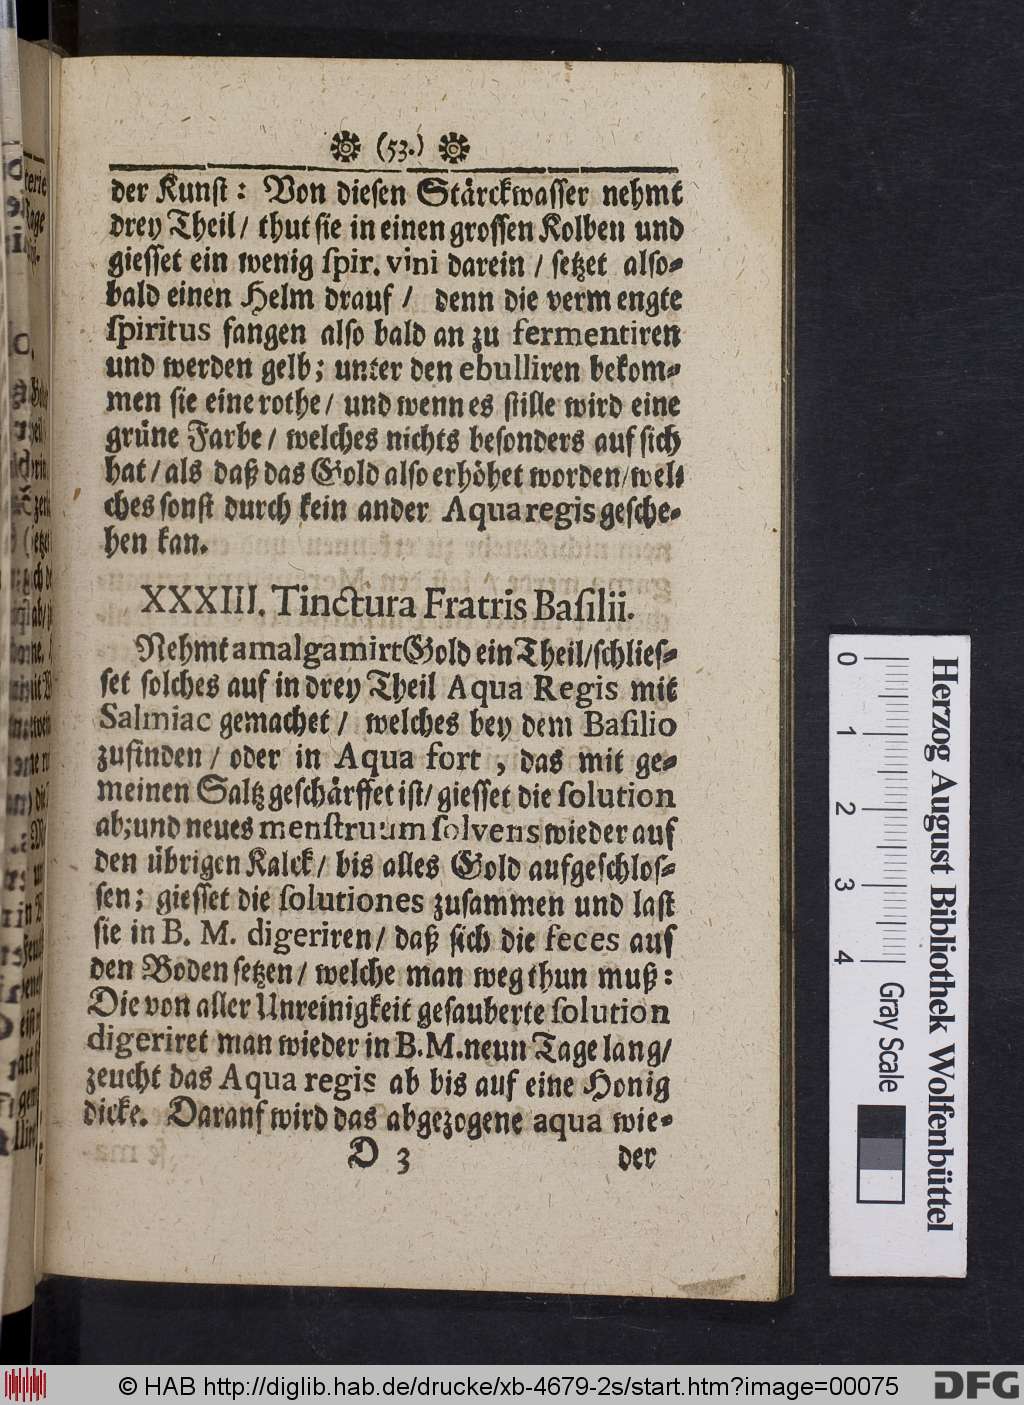 (53.)
der Kunſt: Von dieſen Stärckwaſſer nehmt
drey Theil / thut ſie in einen groſſen Kolben und
gieſſet ein wenig ſpir. vini darein / ſetzet alſo-
bald einen Helm drauf / denn die verm engte
ſpiritus fangen alſo bald an zu fermentiren
und werden gelb; unter den ebulliren bekom-
men ſie eine rothe / und wenn es ſtille wird eine
grüne Farbe / welches nichts beſonders auf ſich
hat / als daß das Gold alſo erhöhet worden / wel-
ches ſonſt durch kein ander Aqua regis geſche-
hen kan.
XXXIII. Tinctura Fratris Baſilii.
Nehmt amalgamirt Gold ein Theil / ſchlieſ-
ſet ſolches auf in drey Theil Aqua Regis mit
Salmiac gemachet / welches bey dem Baſilio
zufinden / oder in Aqua fort, das mit ge-
meinen Saltz geſchärffet iſt / gieſſet die ſolution
ab; und neues menſtruum ſolvens wieder auf
den übrigen Kalck / bis alles Gold aufgeſchloſ-
ſen; gieſſet die ſolutiones zuſammen und laſt
ſie in B. M. digeriren / daß ſich die feces auf
den Boden ſetzen / welche man weg thun muß:
Die von aller Unreinigkeit geſauberte ſolution
digeriret man wieder in B. M. neun Tage lang /
zeucht das Aqua regis ab bis auf eine Honig
dicke. Darauf wird das abgezogene aqua wie-
D 3 der
0 1 2 3 4
Gray Scale
Herzog August Bibliothek Wolfenbüttel
© HAB http://diglib.hab.de/drucke/xb-4679-2s/start.htm?image=00075
DFG